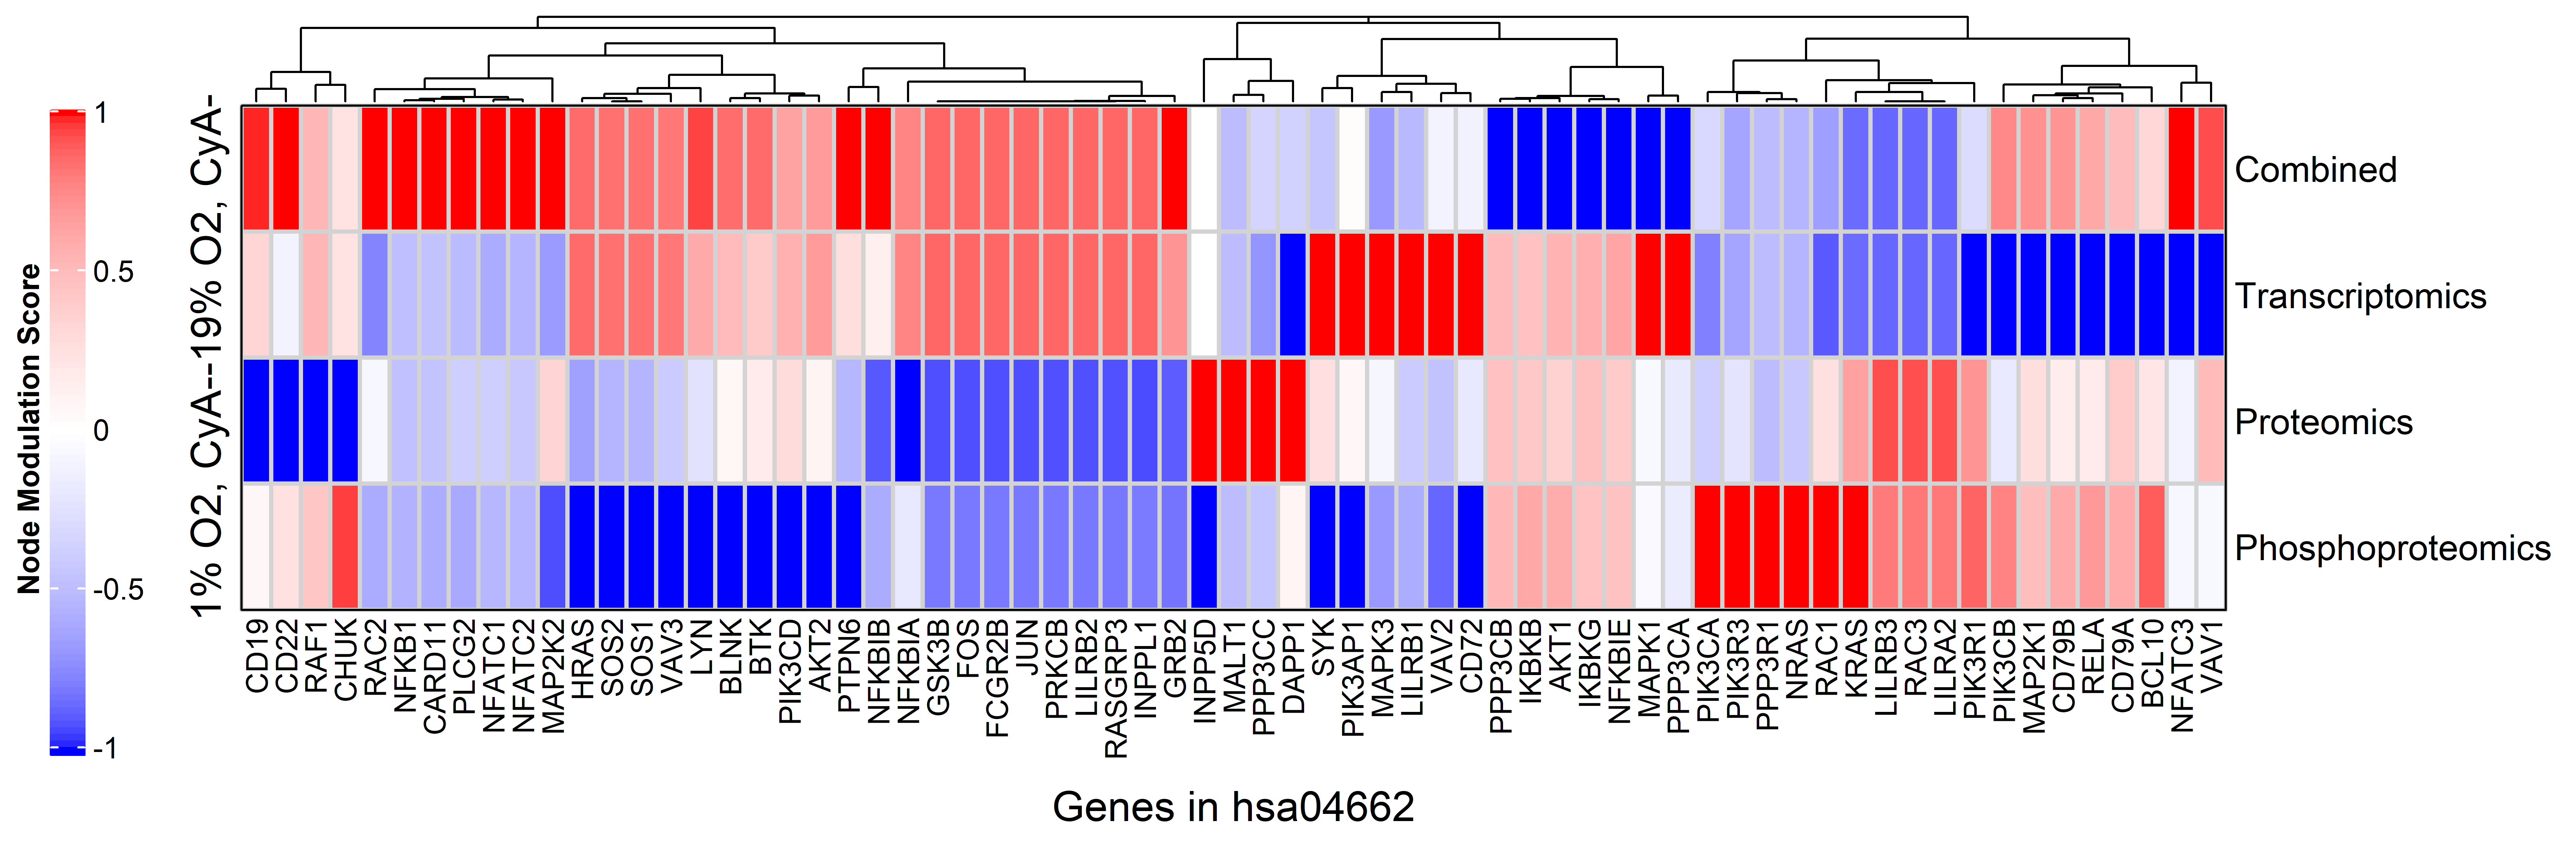 Node Modulation Score
1
0.5
0
-0.5
-1
1% O2, CyA--19% O2, CyA-
Combined
Transcriptomics
Proteomics
Phosphoproteomics
CD19
CD22
RAF1
CHUK
RAC2
NFKB1
CARD11
PLCG2
NFATC1
NFATC2
MAP2K2
HRAS
SOS2
SOS1
VAV3
LYN
BLNK
BTK
PIK3CD
AKT2
PTPN6
NFKBIB
NFKBIA
GSK3B
FOS
FCGR2B
JUN
PRKCB
LILRB2
RASGRP3
INPPL1
GRB2
INPP5D
MALT1
PPP3CC
DAPP1
SYK
PIK3AP1
MAPK3
LILRB1
VAV2
CD72
PPP3CB
IKBKB
AKT1
IKBKG
NFKBIE
MAPK1
PPP3CA
PIK3CA
PIK3R3
PPP3R1
NRAS
RAC1
KRAS
LILRB3
RAC3
LILRA2
PIK3R1
PIK3CB
MAP2K1
CD79B
RELA
CD79A
BCL10
NFATC3
VAV1
Genes in hsa04662